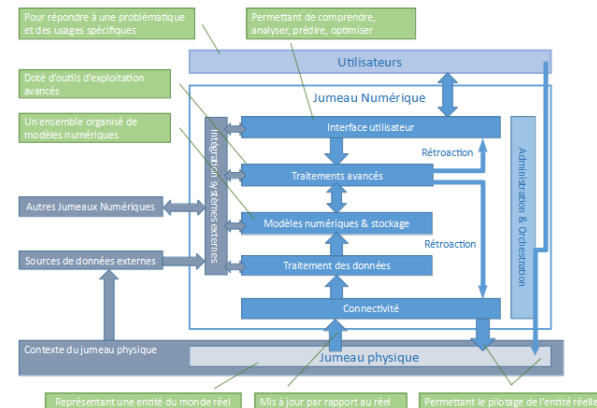 Pour répondre à une problématique
et des usages spécifiques
Permettant de comprendre,
analyser, prédire, optimiser
Utilisateurs
Doté d'outils d'exploitation
avancés
Jumeau Numérique
Un ensemble organisé de
modèles numériques
Interface utilisateur
Rétroaction
Traitements avancés
Intégration systèmes externes
Administration & Orchestration
Autres Jumeaux Numériques
Modèles numériques & stockage
Rétroaction
Sources de données externes
Traitement des données
Connectivité
Contexte du jumeau physique
Jumeau physique
Représentant une entité du monde réel
Mis à jour par rapport au réel
Permettant le pilotage de l'entité réelle